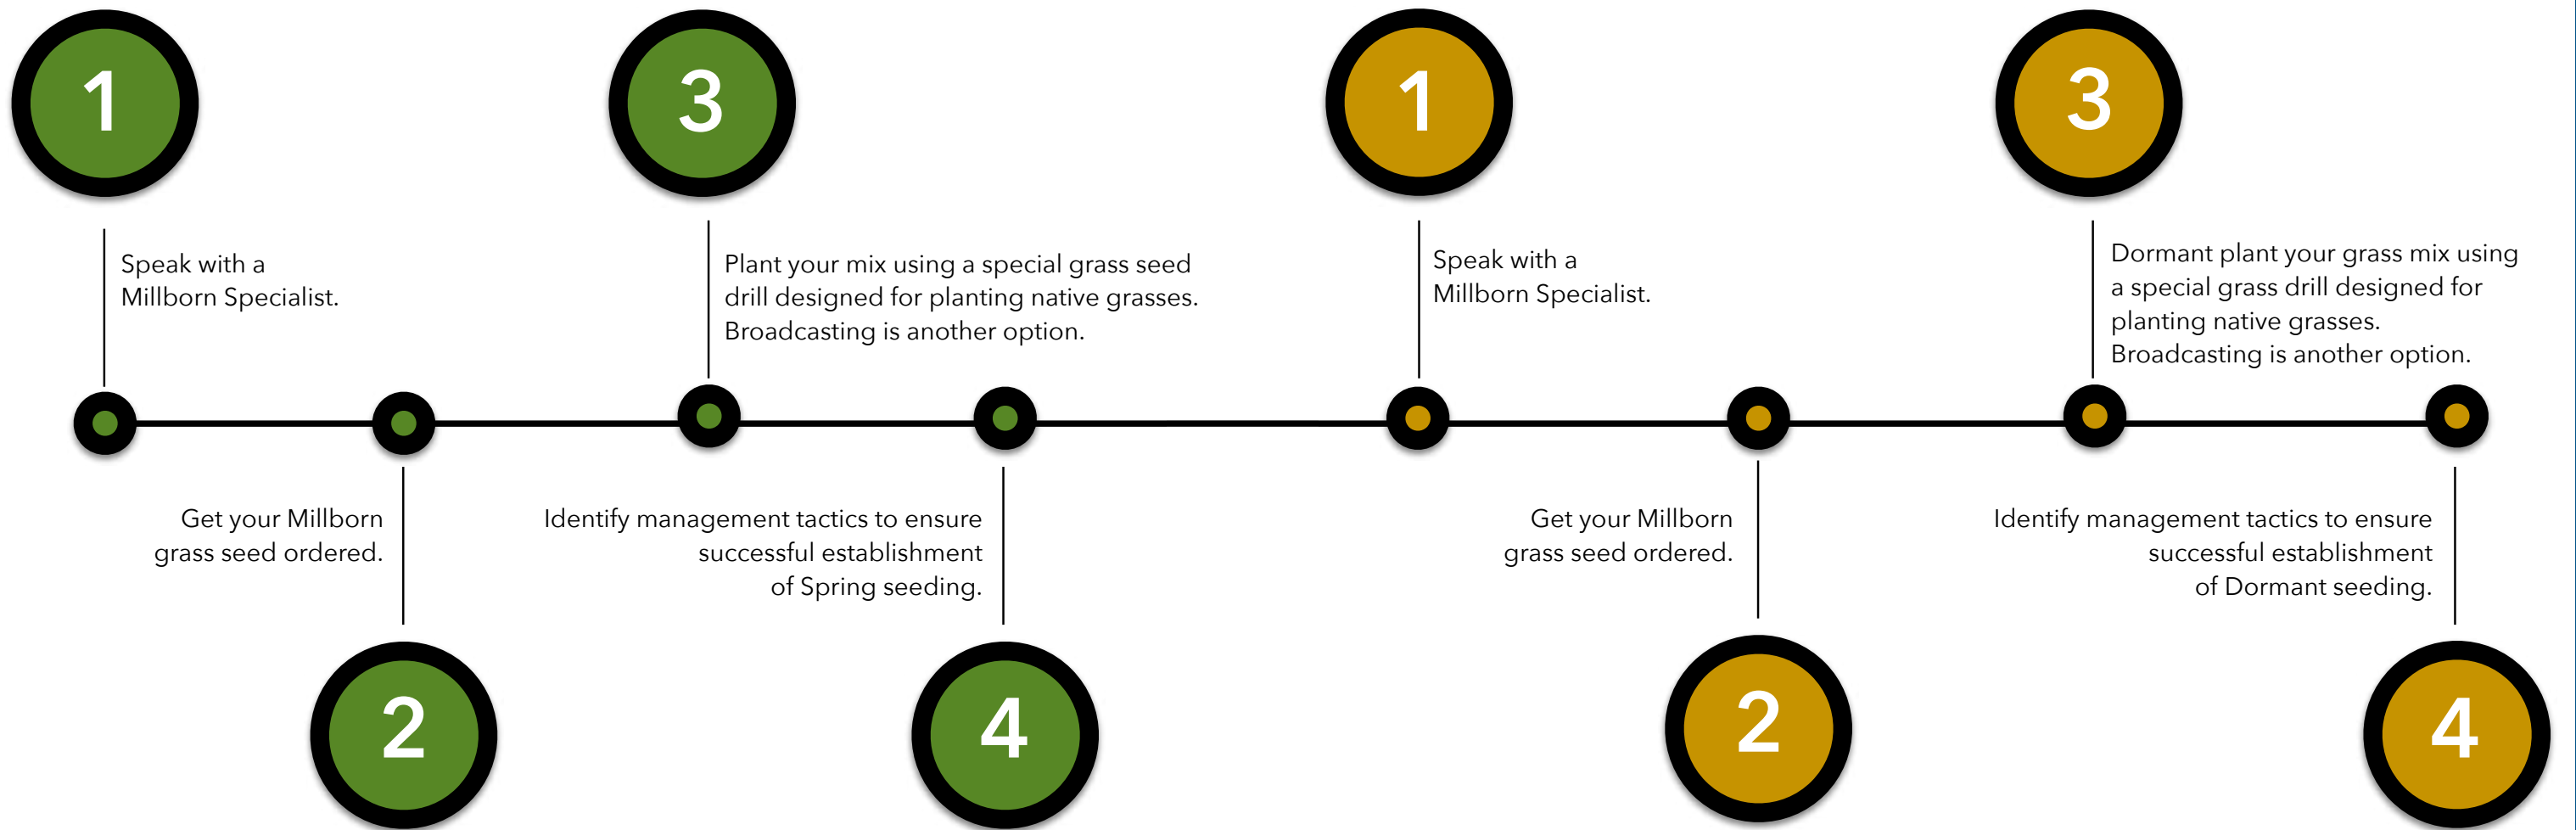 1
Speak with a
Millborn Specialist.
2
Get your Millborn
grass seed ordered.
3
Plant your mix using a special grass seed
drill designed for planting native grasses.
Broadcasting is another option.
4
Identify management tactics to ensure
successful establishment
of Spring seeding.
1
Speak with a
Millborn Specialist.
2
Get your Millborn
grass seed ordered.
3
Dormant plant your grass mix using
a special grass drill designed for
planting native grasses.
Broadcasting is another option.
4
Identify management tactics to ensure
successful establishment
of Dormant seeding.